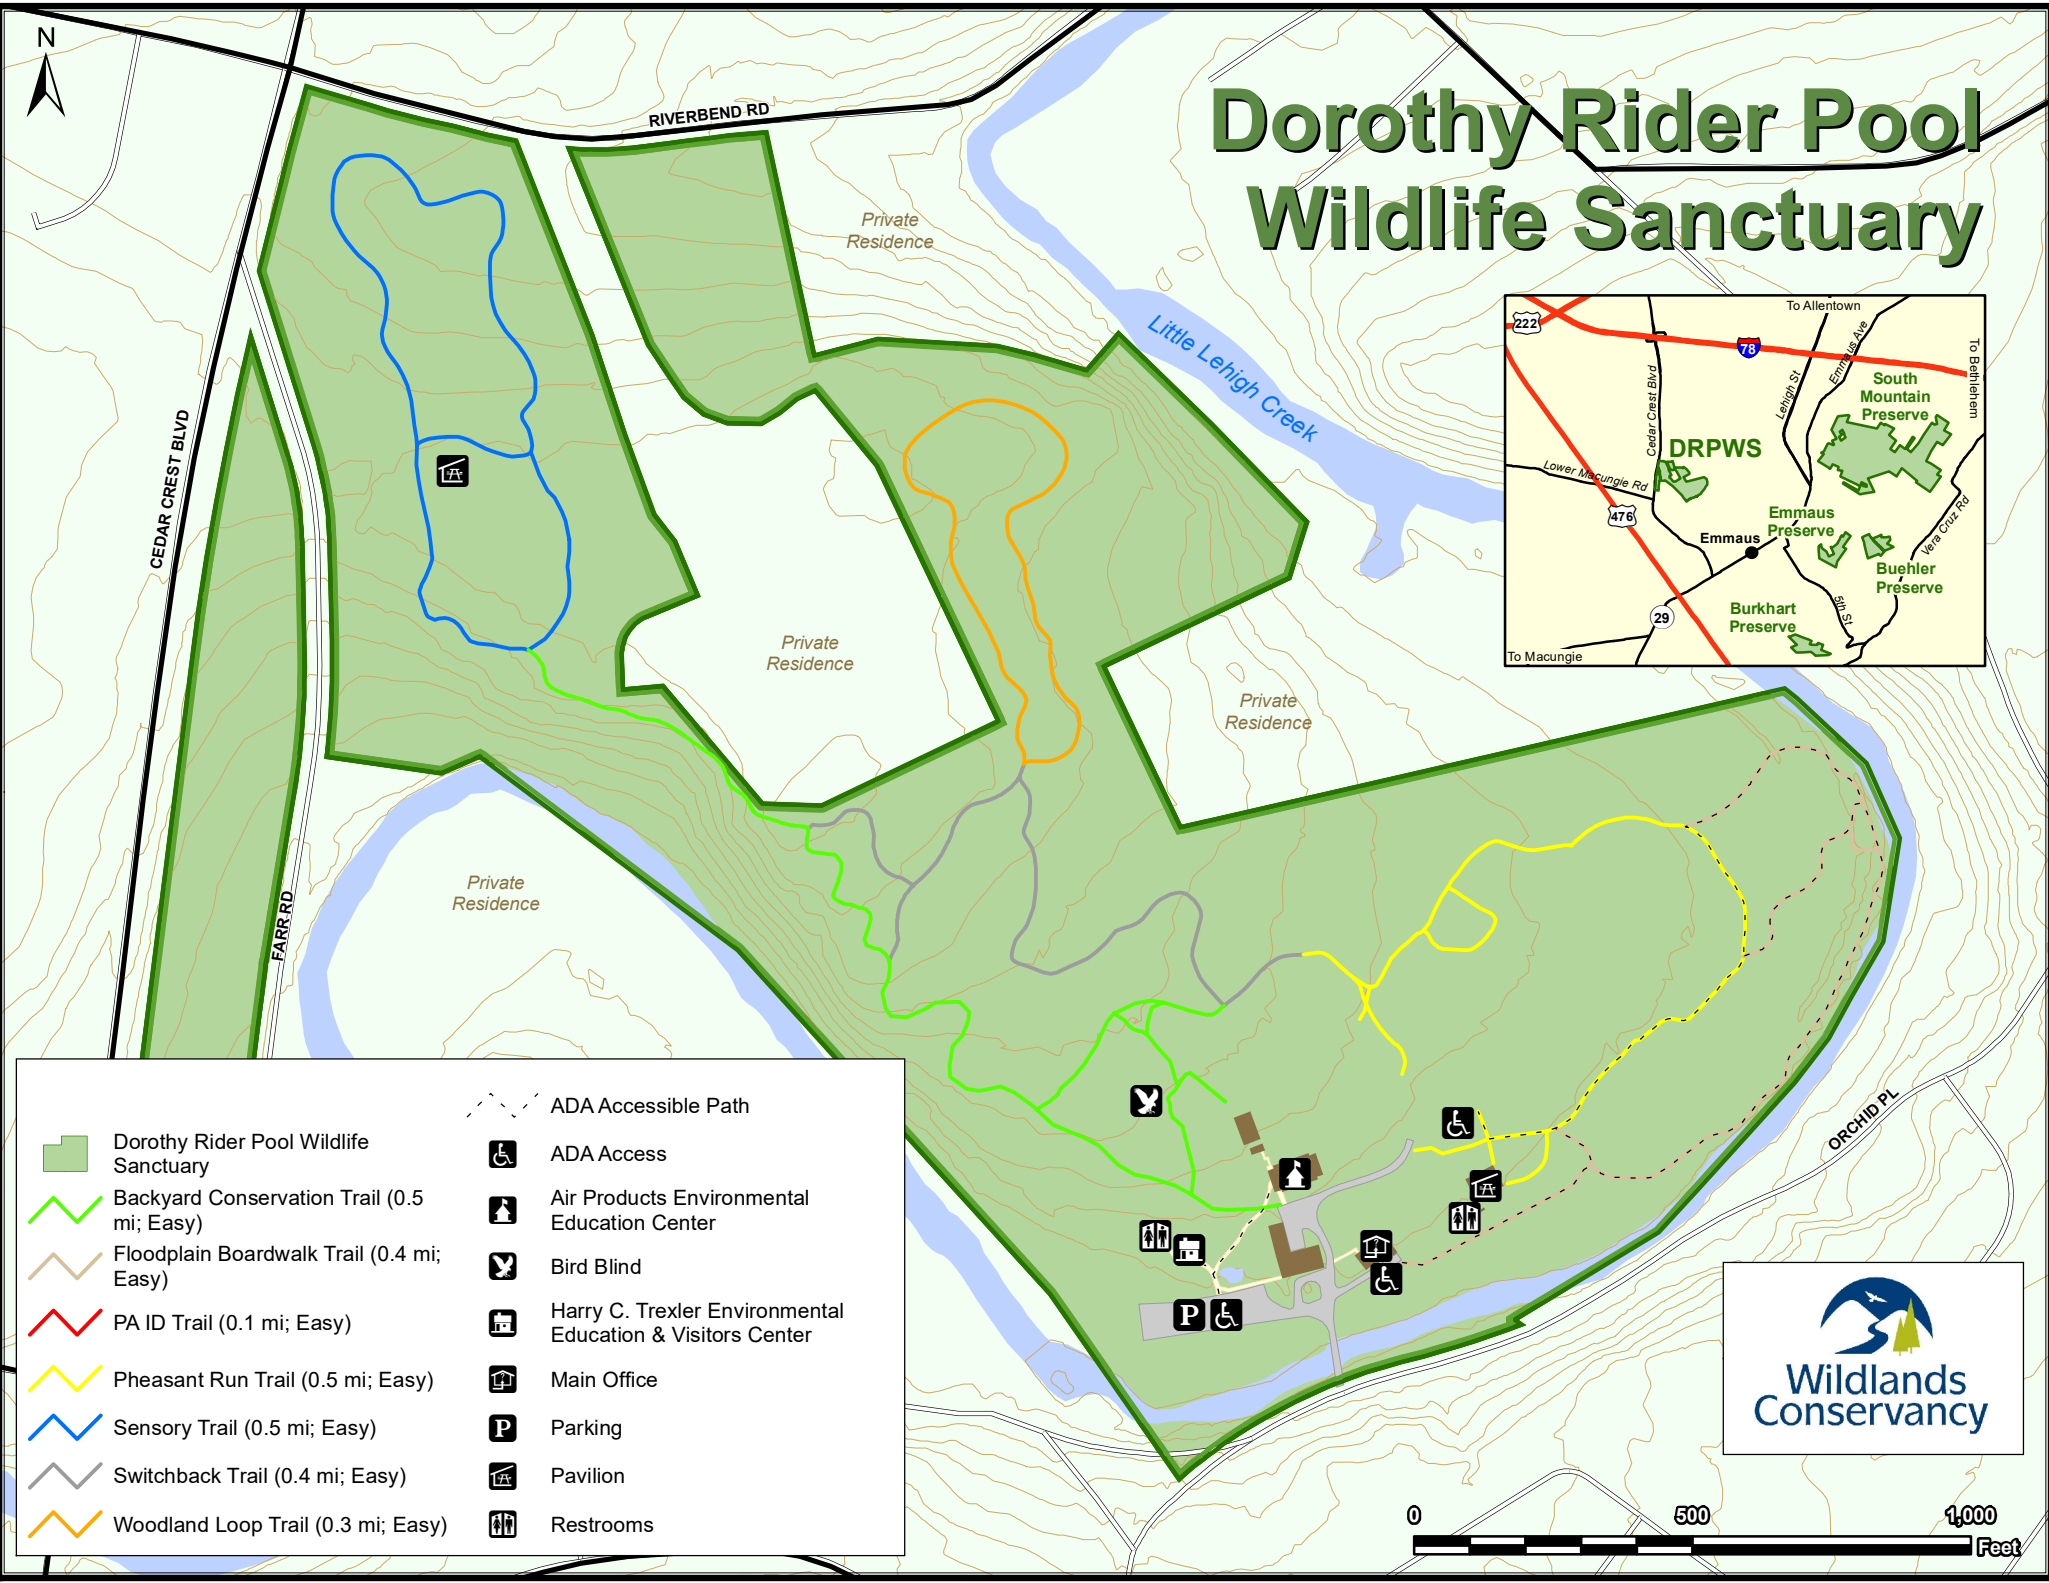 N
RIVERBEND RD
Dorothy Rider Pool
Wildlife Sanctuary
Private
Residence
Little Lehigh Creek
CEDAR CREST BLVD
Private
Residence
Private
Residence
Private
Residence
FARR RD
ORCHID PL
To Allentown
222
78
Emmaus Ave
To Bethlehem
Cedar Crest Blvd
Lehigh St
South
Mountain
Preserve
DRPWS
Lower Macungie Rd
476
Emmaus
Preserve
Vera Cruz Rd
Emmaus
Buehler
Preserve
Burkhart
Preserve
5th St
29
To Macungie
ADA Accessible Path
Dorothy Rider Pool Wildlife
Sanctuary
ADA Access
Backyard Conservation Trail (0.5
mi; Easy)
Air Products Environmental
Education Center
Floodplain Boardwalk Trail (0.4 mi;
Easy)
Bird Blind
PA ID Trail (0.1 mi; Easy)
Harry C. Trexler Environmental
Education & Visitors Center
Pheasant Run Trail (0.5 mi; Easy)
Main Office
Sensory Trail (0.5 mi; Easy)
P
Parking
Switchback Trail (0.4 mi; Easy)
Pavilion
Woodland Loop Trail (0.3 mi; Easy)
Restrooms
P
Wildlands
Conservancy
0
500
1,000
Feet